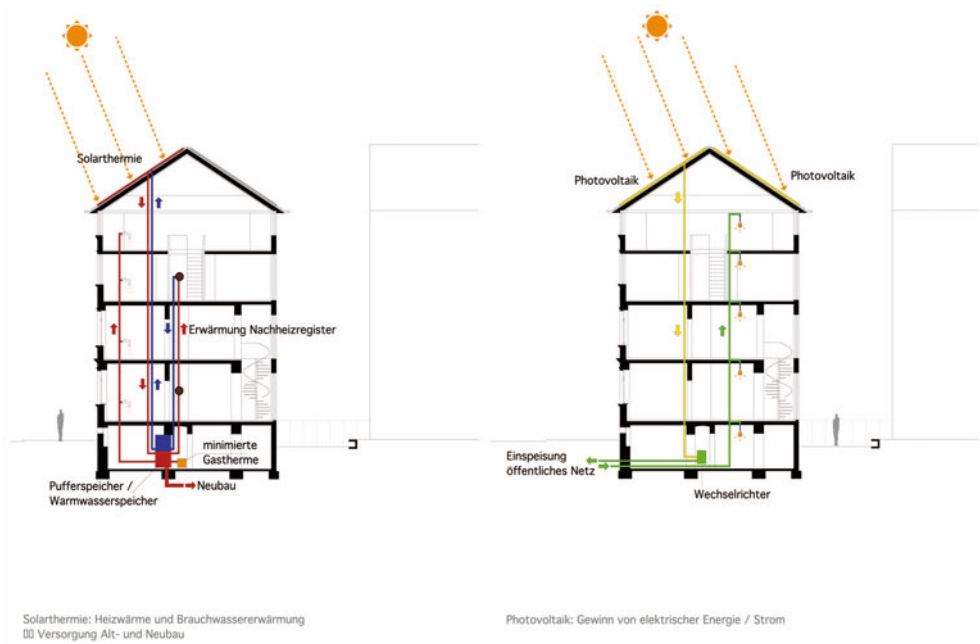 Solarthermie
Erwärmung Nachheizregister
minimierte
Gastherme
Pufferspeicher /
Warmwasserspeicher
Neubau
Solarthermie: Heizwärme und Brauchwassererwärmung
▯▯ Versorgung Alt- und Neubau
Photovoltaik
Photovoltaik
Einspeisung
öffentliches Netz
Wechselrichter
Photovoltaik: Gewinn von elektrischer Energie / Strom